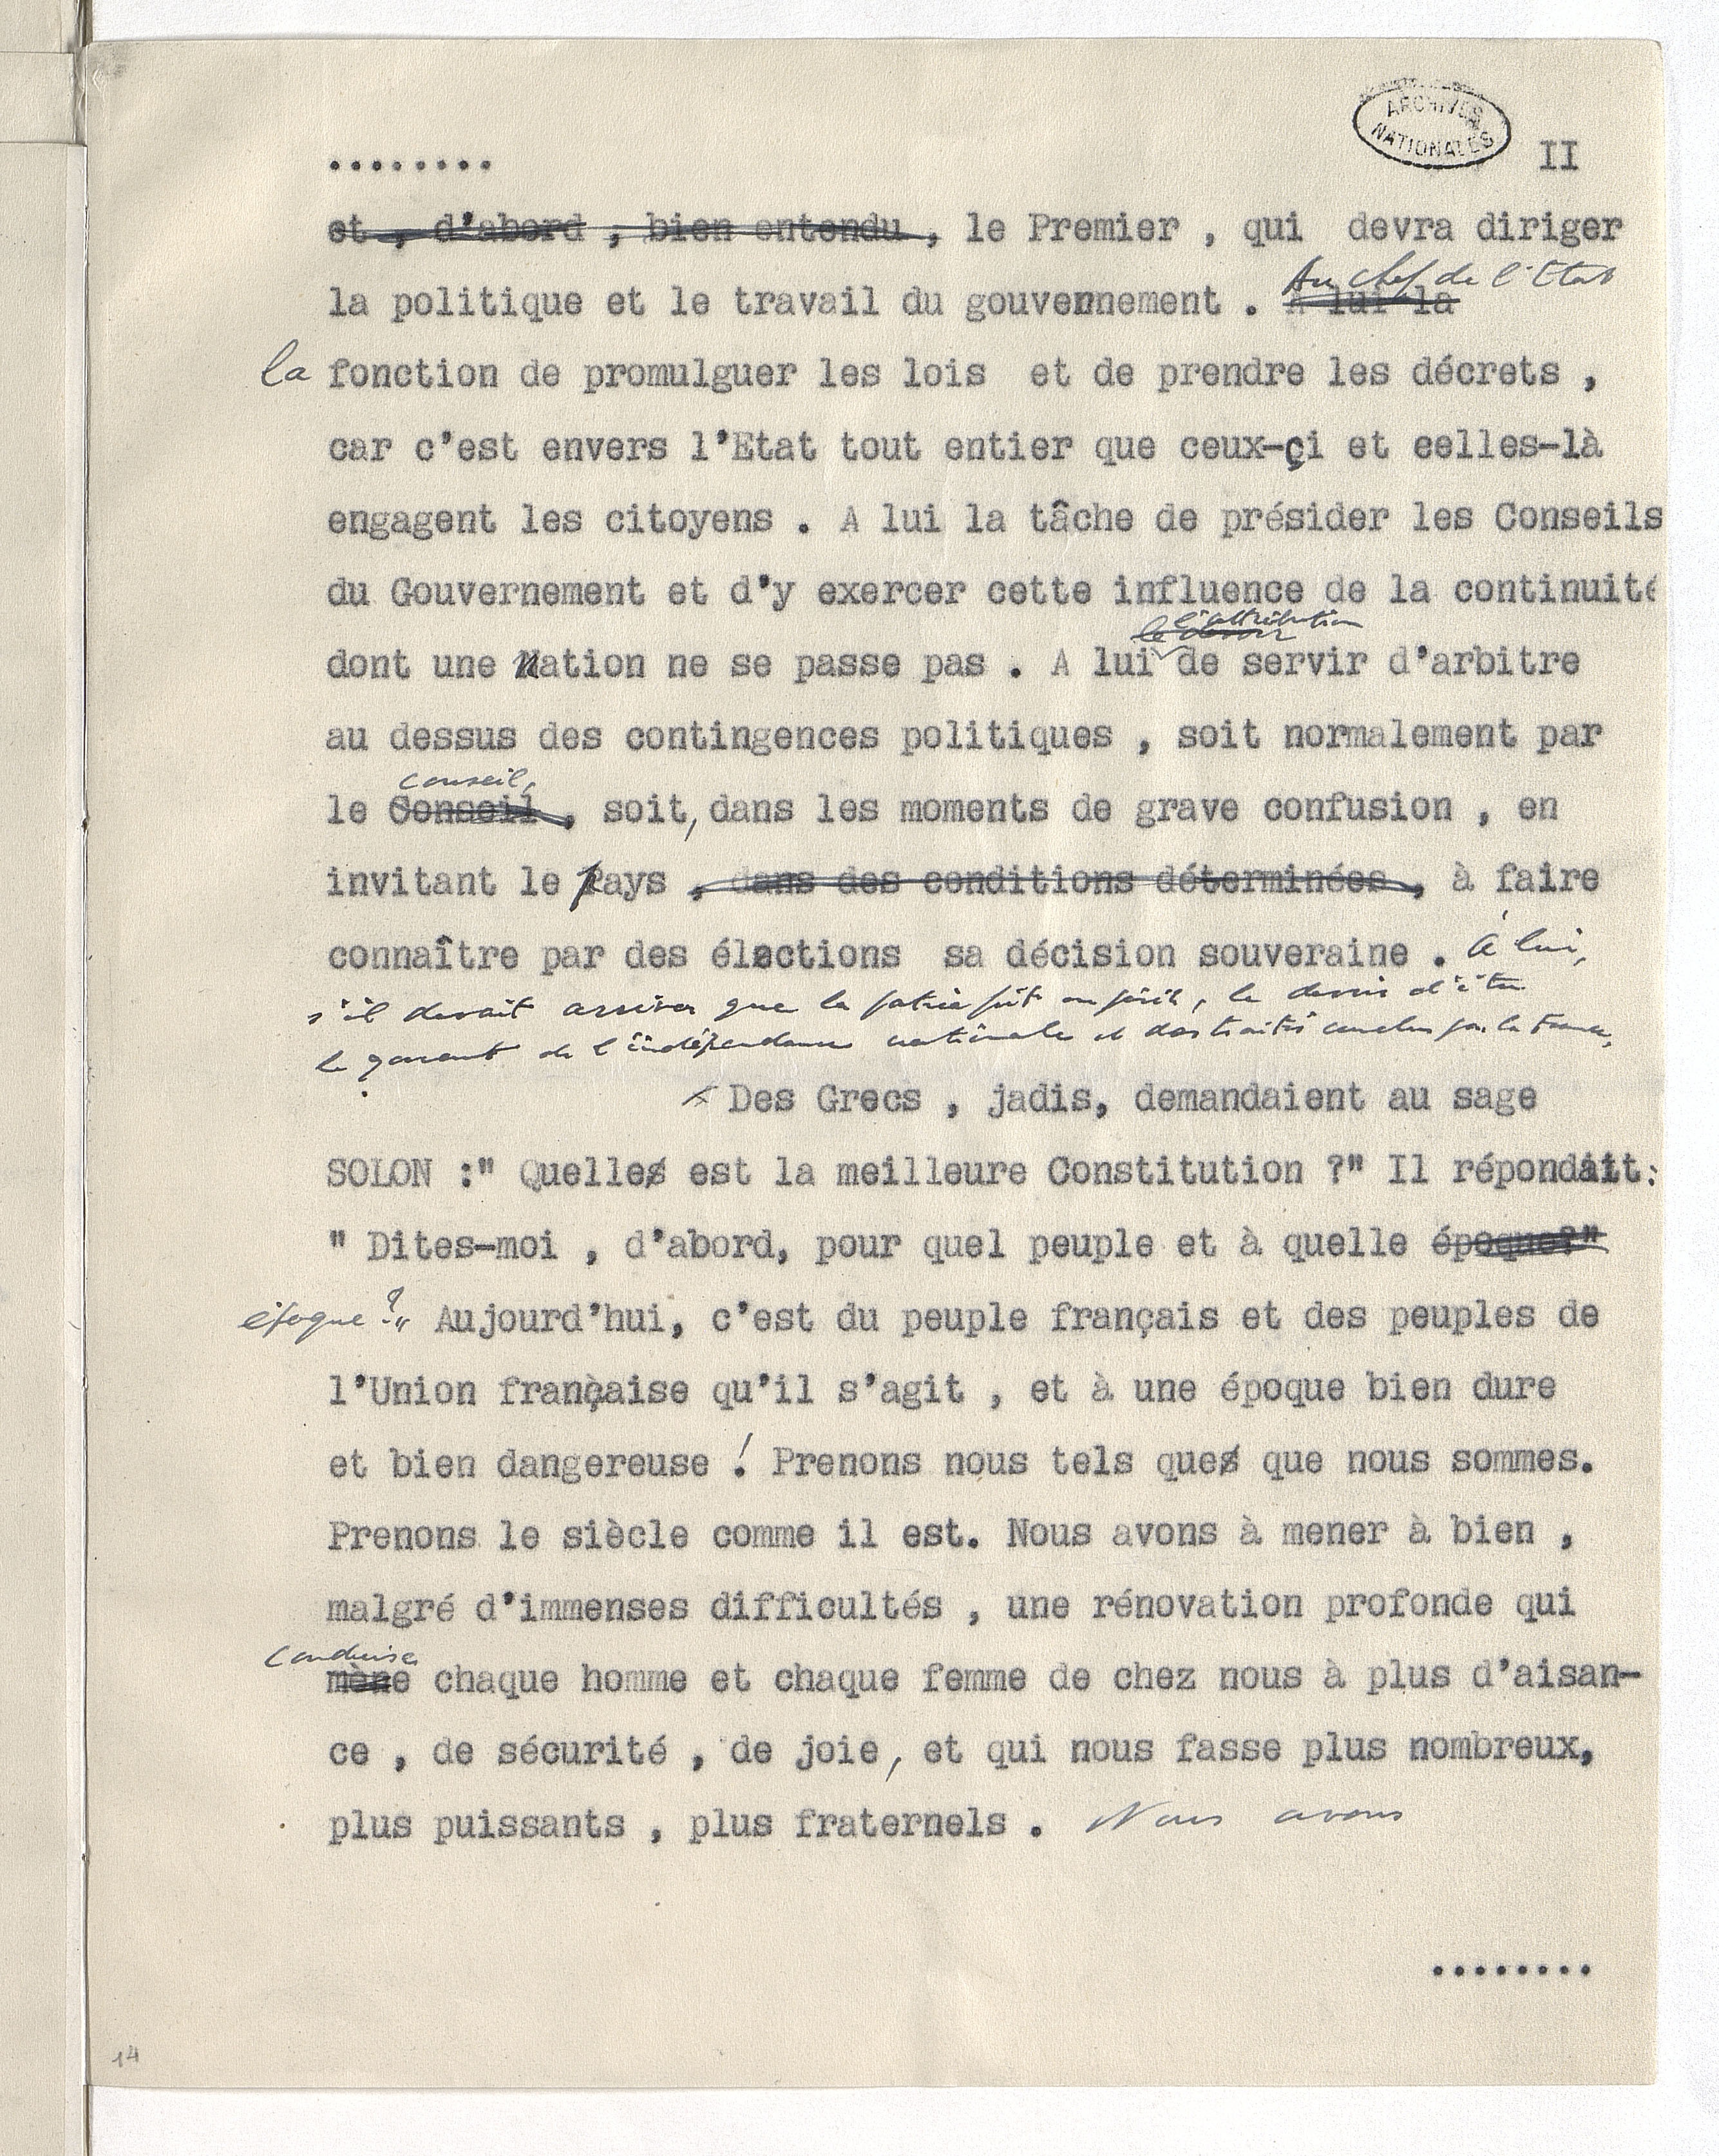 ARCHIVES NATIONALES
........ II
et , d'abord , bien entendu , le Premier , qui devra diriger
Au chef de l'Etat
la politique et le travail du gouvernement . A lui la
la fonction de promulguer les lois et de prendre les décrets ,
car c'est envers l'Etat tout entier que ceux-çi et celles-là
engagent les citoyens . A lui la tâche de présider les Conseils
du Gouvernement et d'y exercer cette influence de la continuité
le devoir l'attribution
dont une Nation ne se passe pas . A lui de servir d'arbitre
au dessus des contingences politiques , soit normalement par
conseil,
le Conseil , soit, dans les moments de grave confusion , en
invitant le Pays , dans des conditions déterminées , à faire
connaître par des élections sa décision souveraine . A lui,
s'il devait arriver que la patrie fût en péril, le devoir d'être
le garant de l'indépendance nationale et des traités conclus par la France.
Des Grecs , jadis, demandaient au sage
SOLON :" Quelles est la meilleure Constitution ?" Il répondait:
" Dites-moi , d'abord, pour quel peuple et à quelle époque?"
époque?" Aujourd'hui, c'est du peuple français et des peuples de
l'Union française qu'il s'agit , et à une époque bien dure
et bien dangereuse ! Prenons nous tels ques que nous sommes.
Prenons le siècle comme il est. Nous avons à mener à bien ,
malgré d'immenses difficultés , une rénovation profonde qui
conduise
mène chaque homme et chaque femme de chez nous à plus d'aisan-
ce , de sécurité , de joie, et qui nous fasse plus nombreux,
plus puissants , plus fraternels . Nous avons
........
14